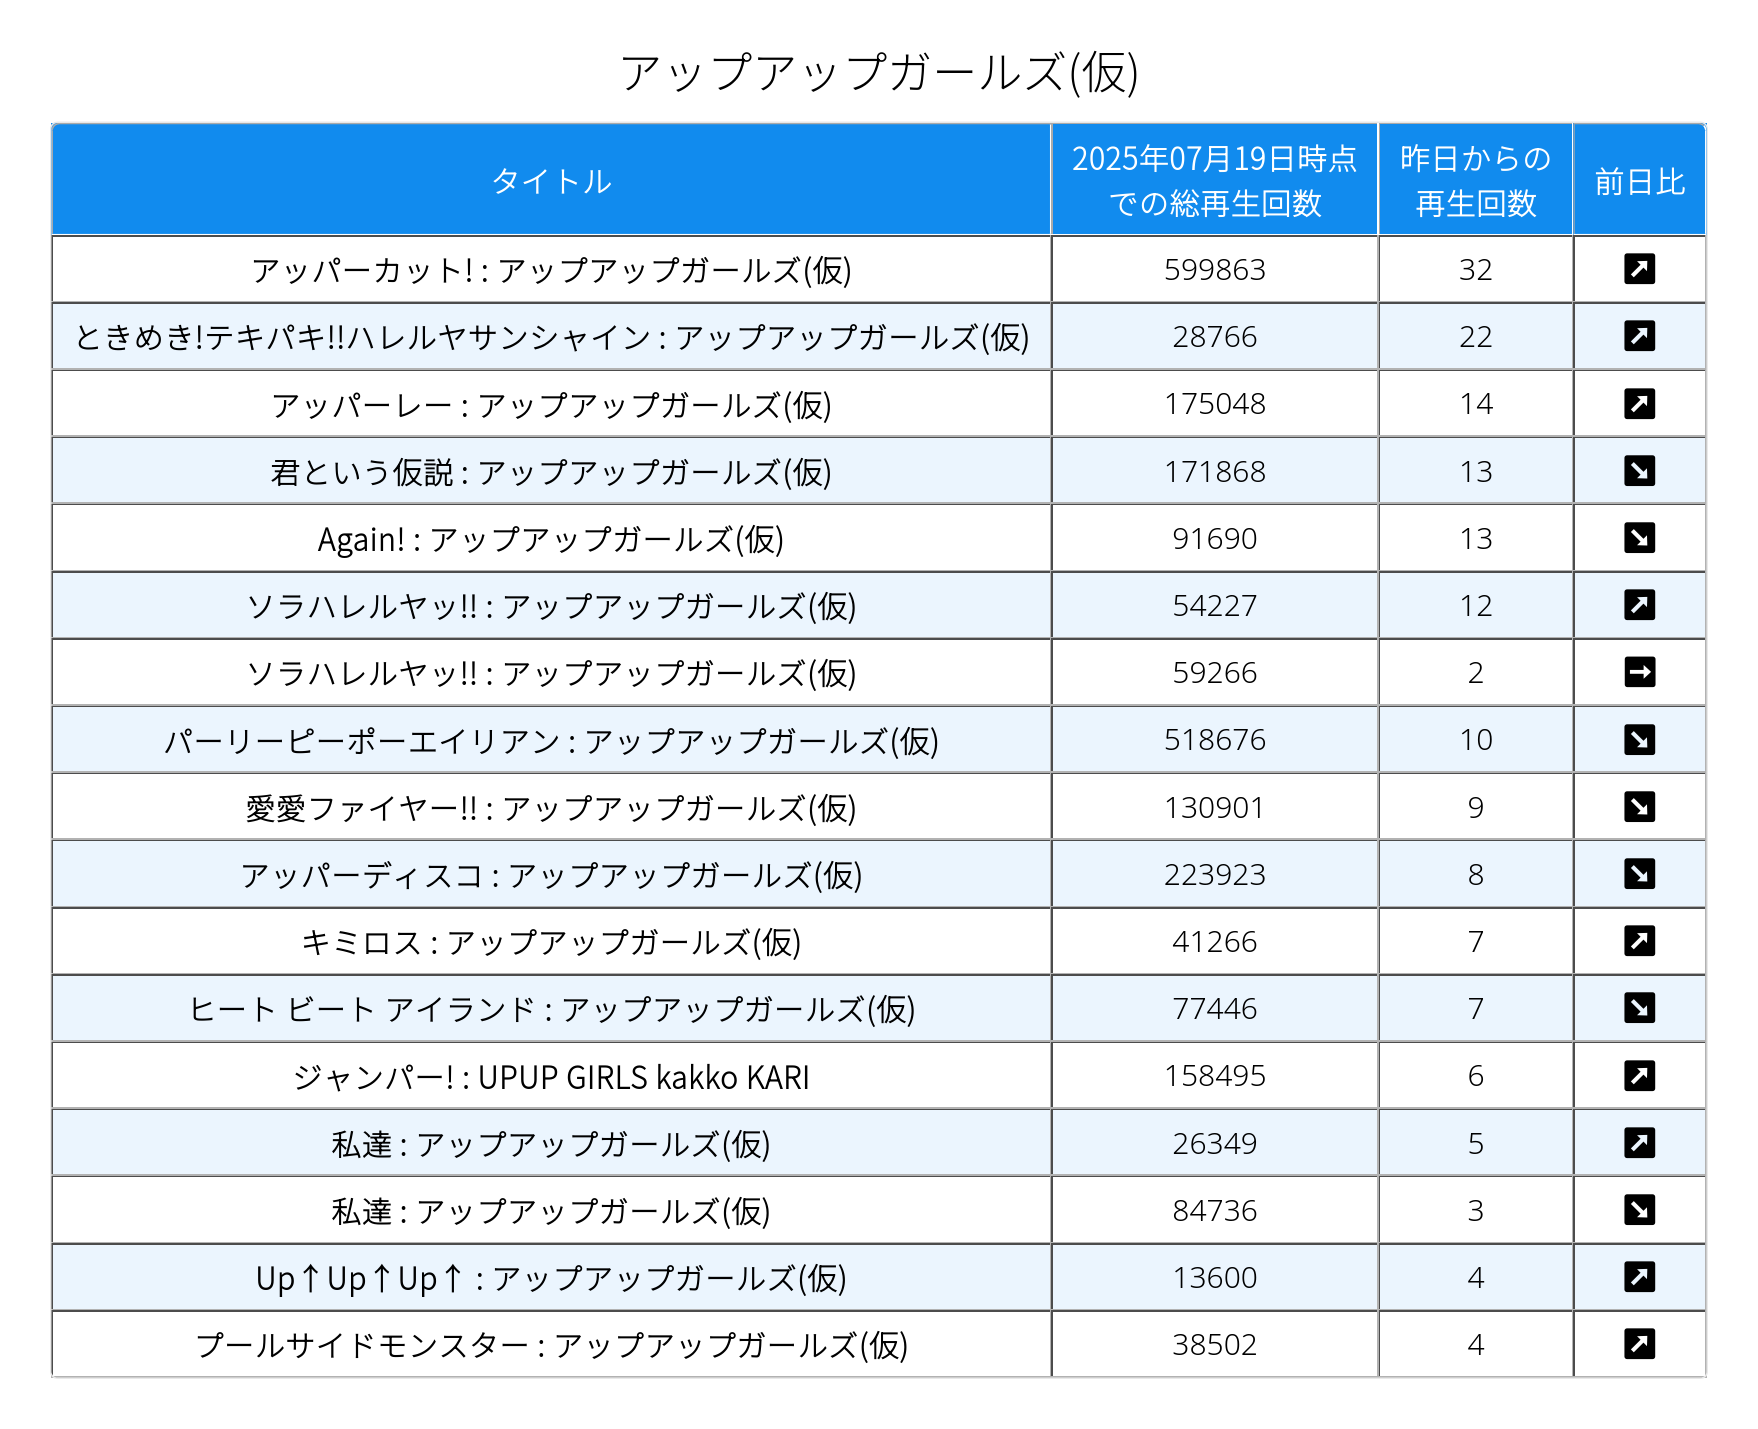 アップアップガールズ(仮)
タイトル 2025年07月19日時点での総再生回数 昨日からの再生回数 前日比
アッパーカット! : アップアップガールズ(仮) 599863 32 ↗
ときめき!テキパキ!!ハレルヤサンシャイン : アップアップガールズ(仮) 28766 22 ↗
アッパーレー : アップアップガールズ(仮) 175048 14 ↗
君という仮説 : アップアップガールズ(仮) 171868 13 ↘
Again! : アップアップガールズ(仮) 91690 13 ↘
ソラハレルヤッ!! : アップアップガールズ(仮) 54227 12 ↗
ソラハレルヤッ!! : アップアップガールズ(仮) 59266 2 →
パーリーピーポーエイリアン : アップアップガールズ(仮) 518676 10 ↘
愛愛ファイヤー!! : アップアップガールズ(仮) 130901 9 ↘
アッパーディスコ : アップアップガールズ(仮) 223923 8 ↘
キミロス : アップアップガールズ(仮) 41266 7 ↗
ヒート ビート アイランド : アップアップガールズ(仮) 77446 7 ↘
ジャンパー! : UPUP GIRLS kakko KARI 158495 6 ↗
私達 : アップアップガールズ(仮) 26349 5 ↗
私達 : アップアップガールズ(仮) 84736 3 ↘
Up↑Up↑Up↑ : アップアップガールズ(仮) 13600 4 ↗
プールサイドモンスター : アップアップガールズ(仮) 38502 4 ↗